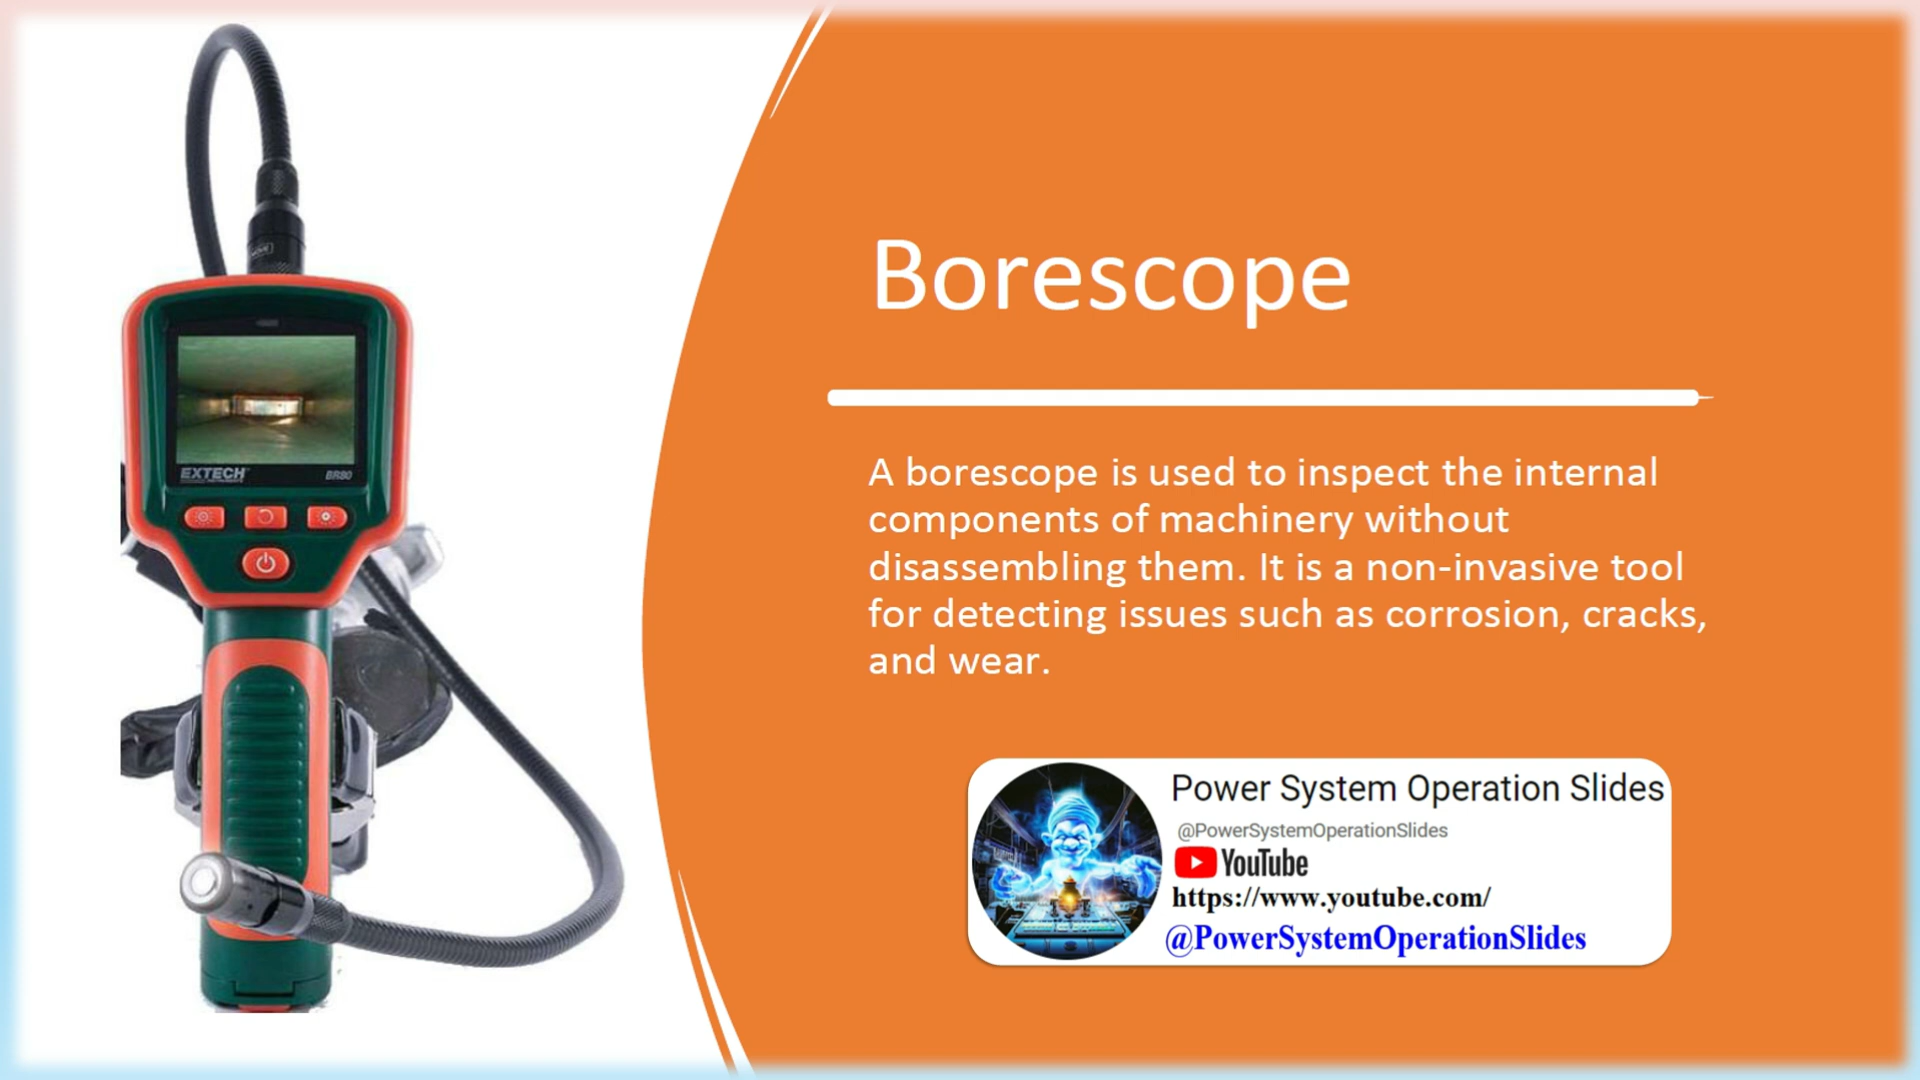 EXTECH
BR80
Borescope
A borescope is used to inspect the internal
components of machinery without
disassembling them. It is a non-invasive tool
for detecting issues such as corrosion, cracks,
and wear.
Power System Operation Slides
@PowerSystemOperationSlides
YouTube
https://www.youtube.com/
@PowerSystemOperationSlides